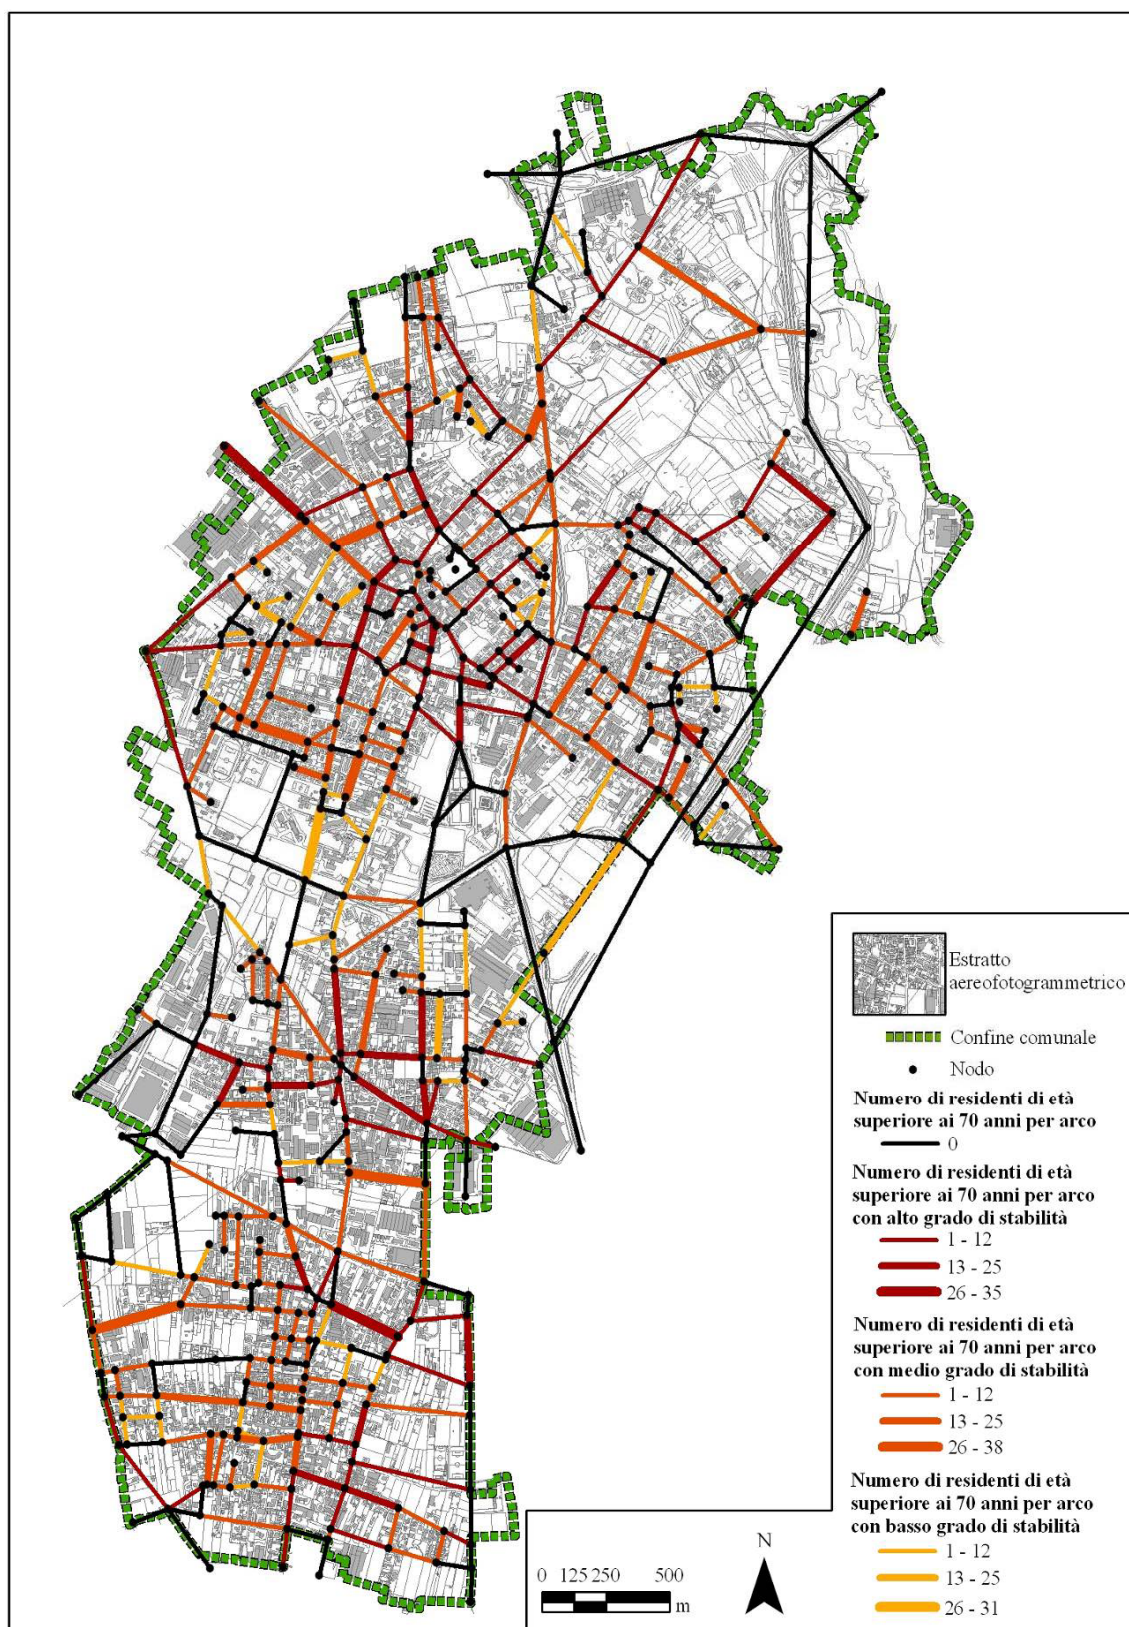 Estratto
aereofotogrammetrico
Confine comunale
Nodo
Numero di residenti di età
superiore ai 70 anni per arco
0
Numero di residenti di età
superiore ai 70 anni per arco
con alto grado di stabilità
1 - 12
13 - 25
26 - 35
Numero di residenti di età
superiore ai 70 anni per arco
con medio grado di stabilità
1 - 12
13 - 25
26 - 38
Numero di residenti di età
superiore ai 70 anni per arco
con basso grado di stabilità
1 - 12
13 - 25
26 - 31
N
0 125 250 500
m